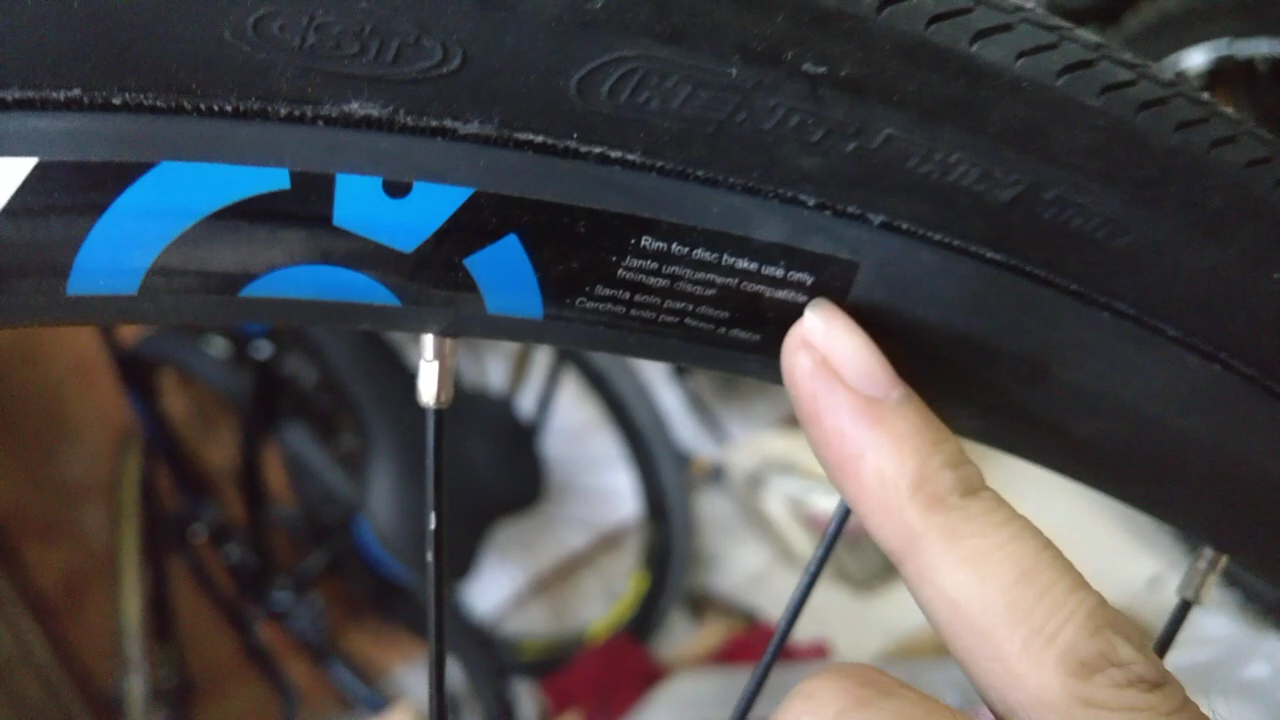 CST
· Rim for disc brake use only
· Jante uniquement compatible
freinage disque
· llanta solo para disco
· Cerchio solo per freno a disco